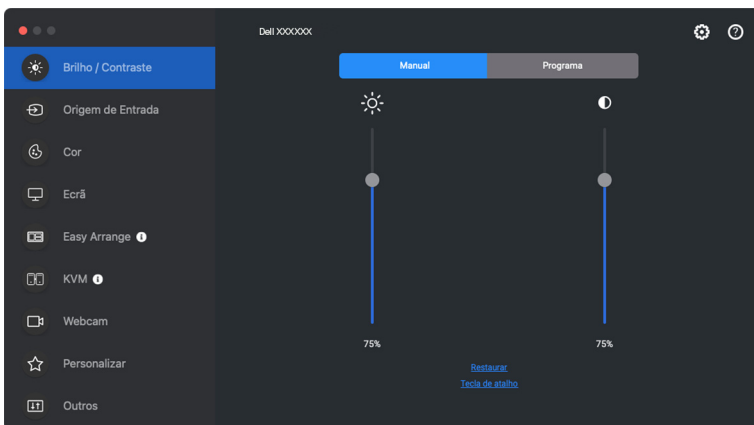 Dell XXXXXX
Brilho / Contraste
Origem de Entrada
Cor
Ecrã
Easy Arrange
KVM
Webcam
Personalizar
Outros
Manual
Programa
75%
75%
Restaurar
Tecla de atalho